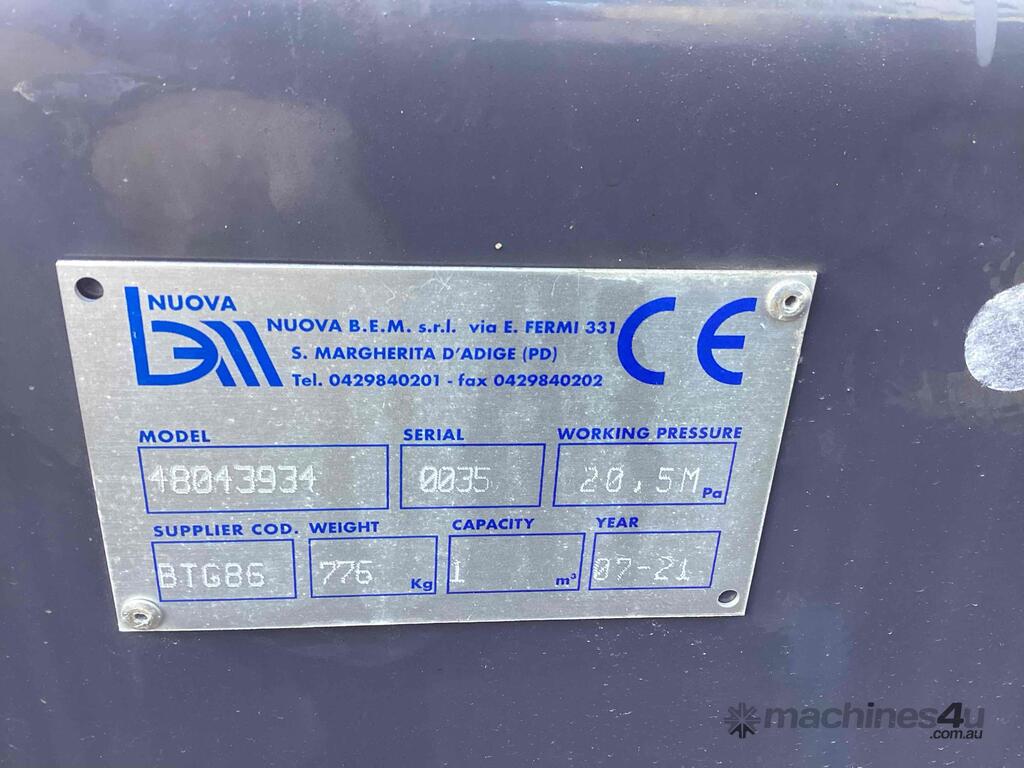 NUOVA
bem
NUOVA B.E.M. s.r.l. via E. FERMI 331
S. MARGHERITA D'ADIGE (PD)
Tel. 0429840201 - fax 0429840202
CE
MODEL SERIAL WORKING PRESSURE
48043934 0035 20,5M Pa
SUPPLIER COD. WEIGHT CAPACITY YEAR
BTG86 776 Kg 1 m³ 07-21
machines4u
.com.au